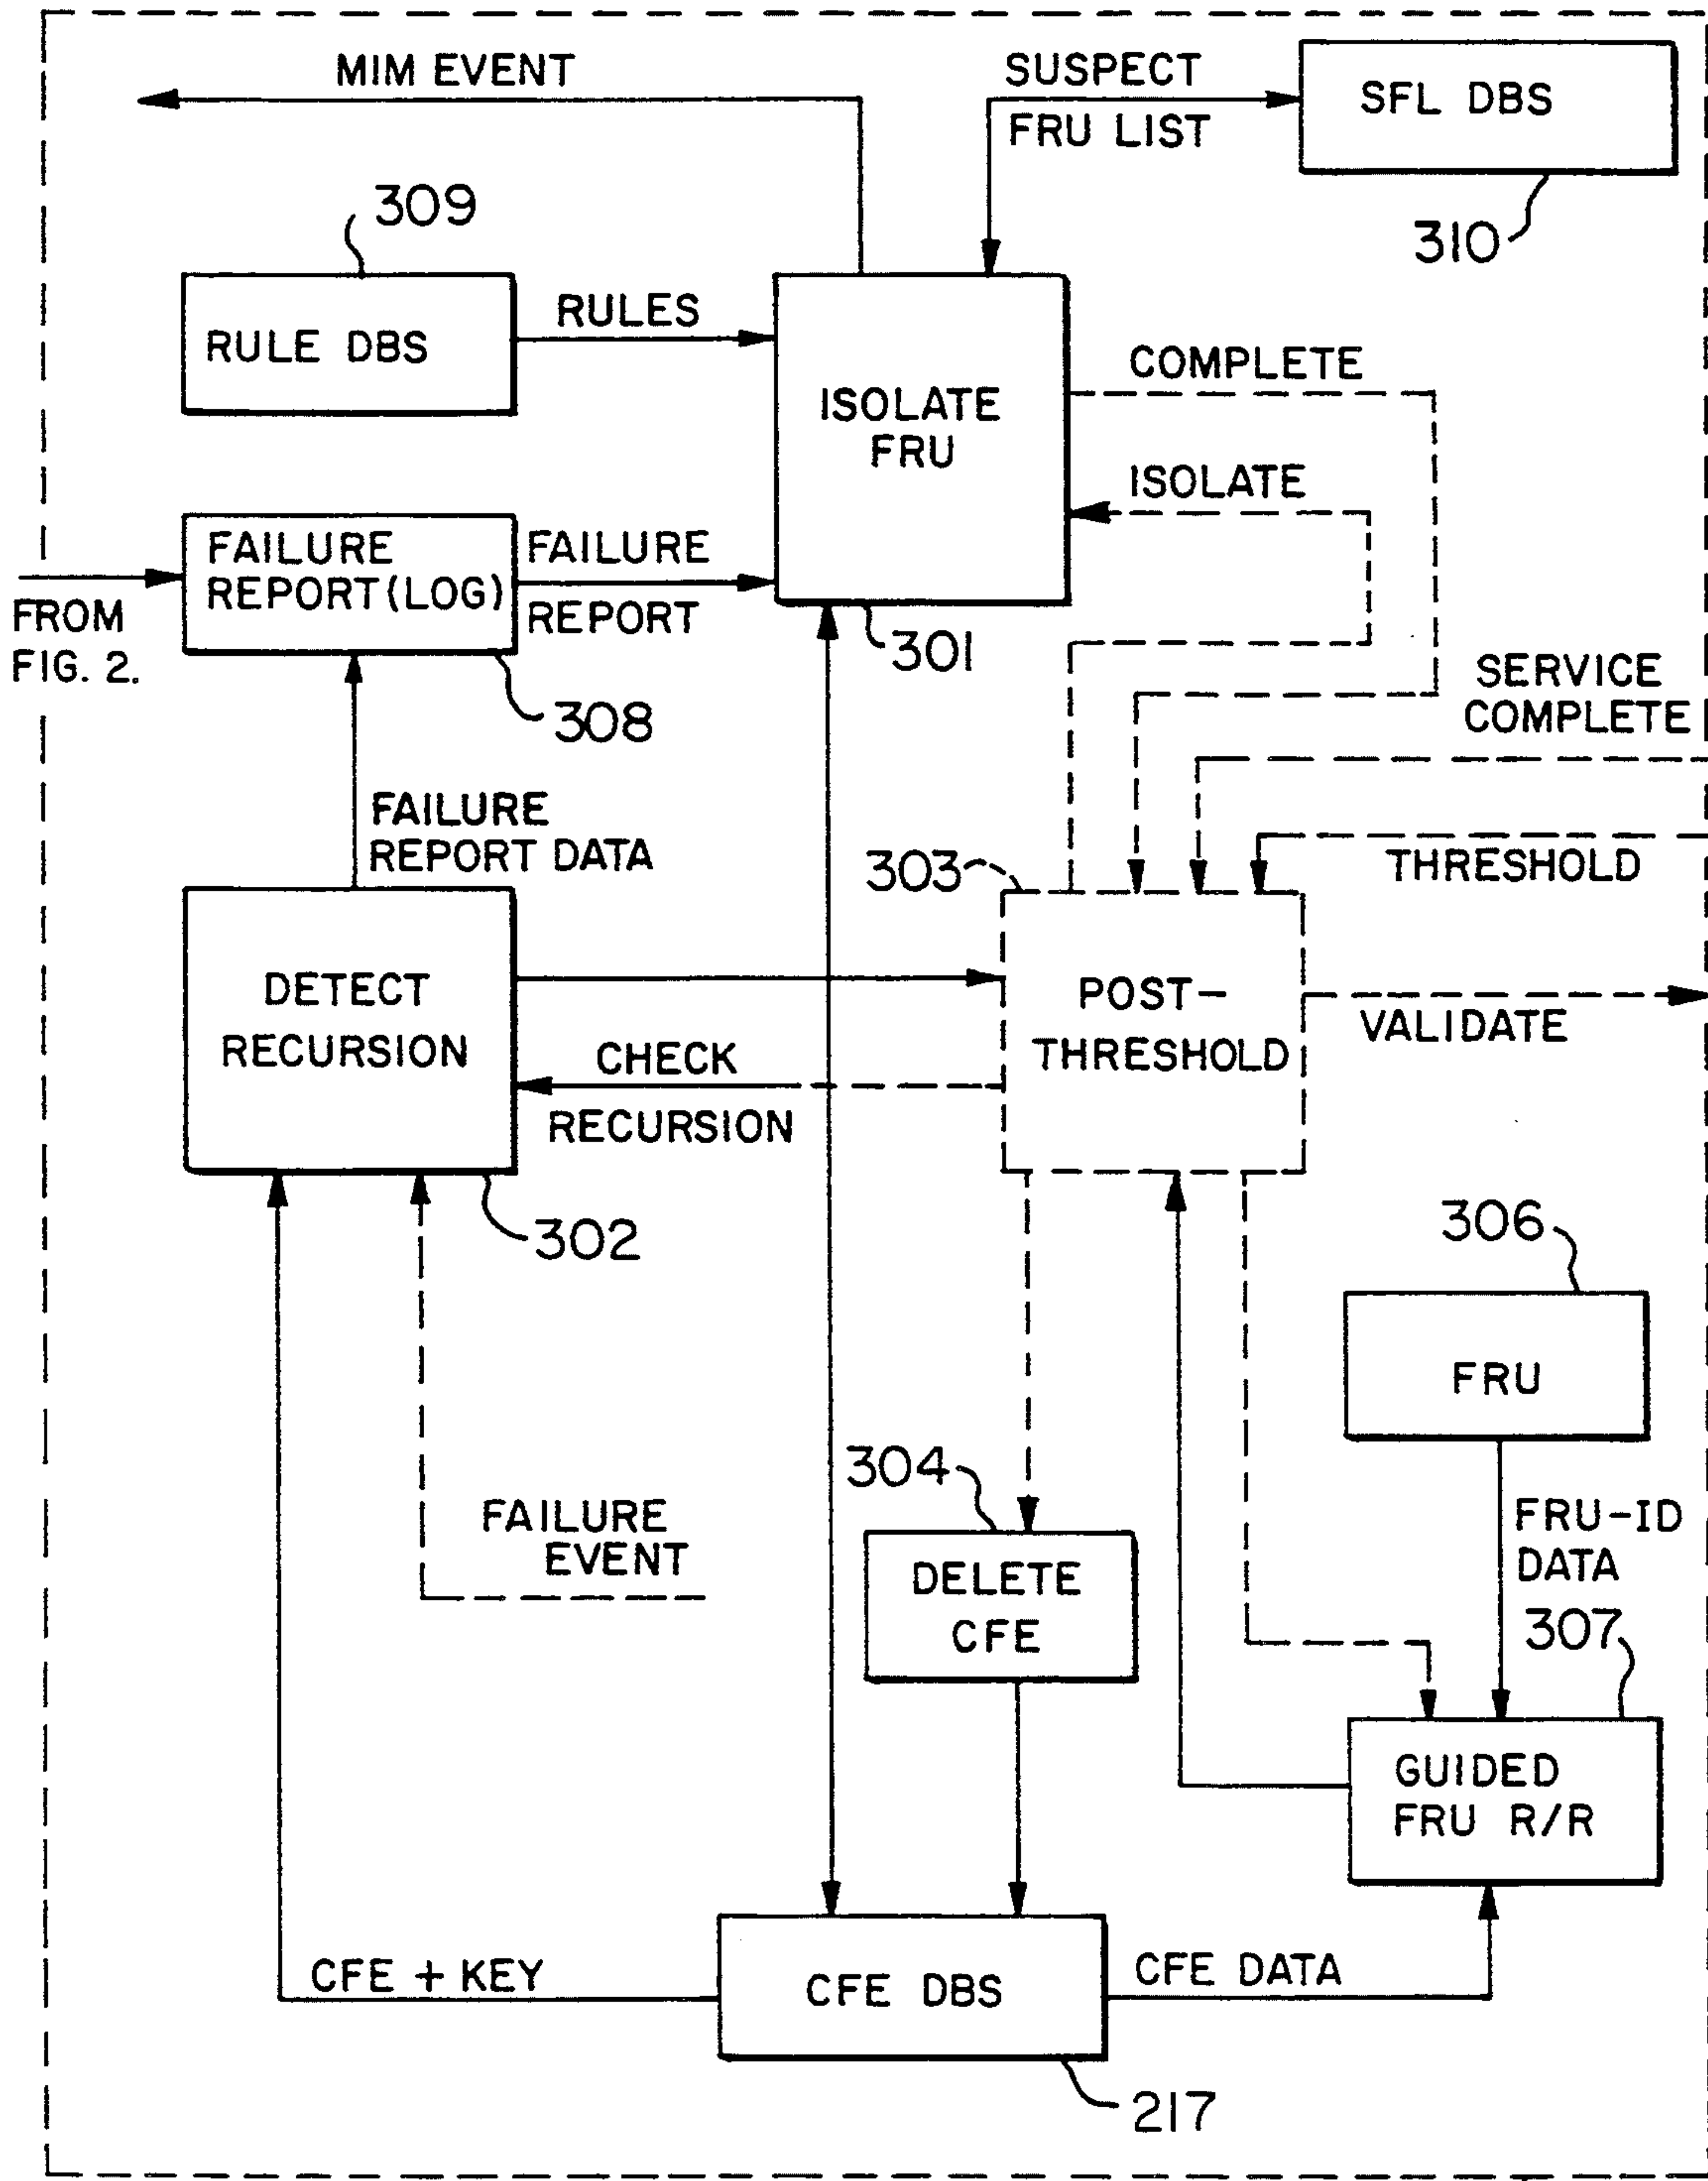 MIM EVENT
SUSPECT
FRU LIST
SFL DBS
310
309
RULE DBS
RULES
ISOLATE
FRU
COMPLETE
ISOLATE
FAILURE
REPORT (LOG)
FAILURE
REPORT
FROM
FIG. 2.
301
308
SERVICE
COMPLETE
FAILURE
REPORT DATA
THRESHOLD
303
DETECT
RECURSION
POST-
THRESHOLD
VALIDATE
CHECK
RECURSION
302
306
FRU
304
FAILURE
EVENT
FRU-ID
DATA
DELETE
CFE
307
GUIDED
FRU R/R
CFE + KEY
CFE DBS
CFE DATA
217